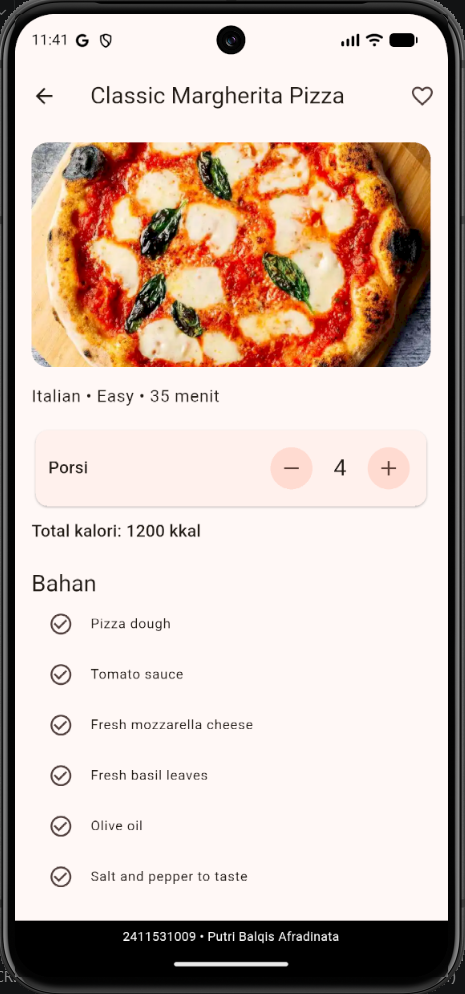 11:41 G
Classic Margherita Pizza
Italian • Easy • 35 menit
Porsi
4
Total kalori: 1200 kkal
Bahan
Pizza dough
Tomato sauce
Fresh mozzarella cheese
Fresh basil leaves
Olive oil
Salt and pepper to taste
2411531009 • Putri Balqis Afradinata